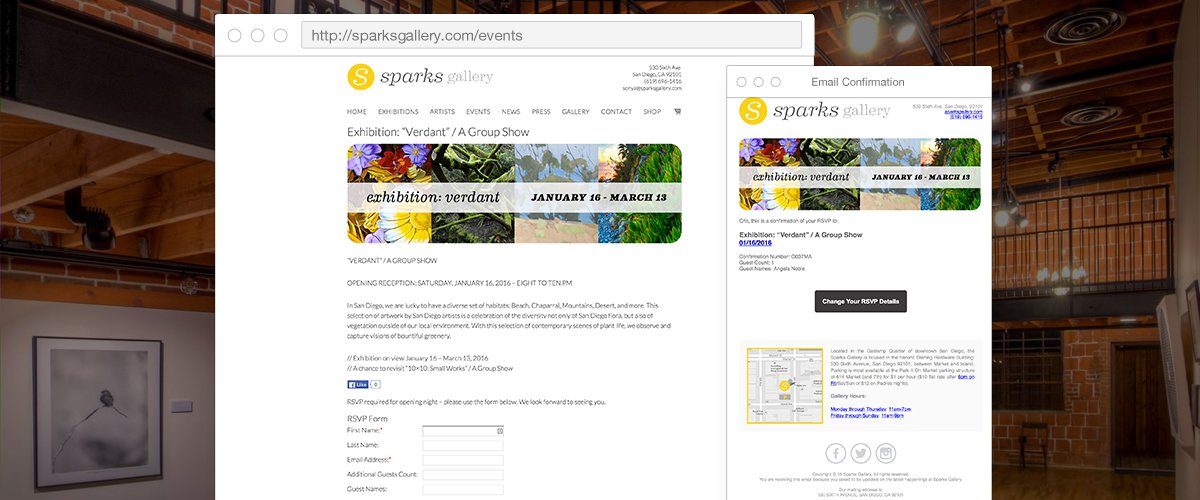 http://sparksgallery.com/events
S sparks gallery
530 Sixth Ave
San Diego, CA 92101
(619) 696-1416
sonya@sparksgallery.com
HOME EXHIBITIONS ARTISTS EVENTS NEWS PRESS GALLERY CONTACT SHOP
Exhibition: “Verdant” / A Group Show
exhibition: verdant JANUARY 16 - MARCH 13
“VERDANT” / A GROUP SHOW
OPENING RECEPTION: SATURDAY, JANUARY 16, 2016 – EIGHT TO TEN PM
In San Diego, we are lucky to have a diverse set of habitats: Beach, Chaparral, Mountains, Desert, and more. This
selection of artwork by San Diego artists is a celebration of the diversity not only of San Diego flora, but also of
vegetation outside of our local environment. With this selection of contemporary scenes of plant life, we observe and
capture visions of bountiful greenery.
// Exhibition on view January 16 – March 13, 2016
// A chance to revisit “10×10: Small Works” / A Group Show
Like 0
RSVP required for opening night – please use the form below. We look forward to seeing you.
RSVP Form
First Name:*
Last Name:
Email Address:*
Additional Guests Count:
Guest Names:
Email Confirmation
S sparks gallery
530 Sixth Ave, San Diego, 92101
(619) 696-1416
exhibition: verdant JANUARY 16 - MARCH 13
Cris, this is a confirmation of your RSVP to:
Exhibition: “Verdant” / A Group Show
01/16/2016
Confirmation Number: O037MA
Guest Count: 1
Guest Names: Angela Noble
Change Your RSVP Details
Located in the Gaslamp Quarter of downtown San Diego, the
Sparks Gallery is housed in the historic Sterling Hardware Building:
530 Sixth Avenue, San Diego 92101, between Market and Island.
Parking is most available at the Park It On Market parking structure
at 614 Market (and 7th) for $1 per hour ($10 flat rate after 6pm on
Fri/Sat/Sun or $12 on Padres nights.
Gallery Hours:
Monday through Thursday 11am-7pm
Friday through Sunday 11am-9pm
Copyright © 16 Sparks Gallery, All rights reserved.
You are receiving this email because you asked to be updated on the latest happenings at Sparks Gallery.
Our mailing address is:
530 SIXTH AVENUE, SAN DIEGO, CA 92101